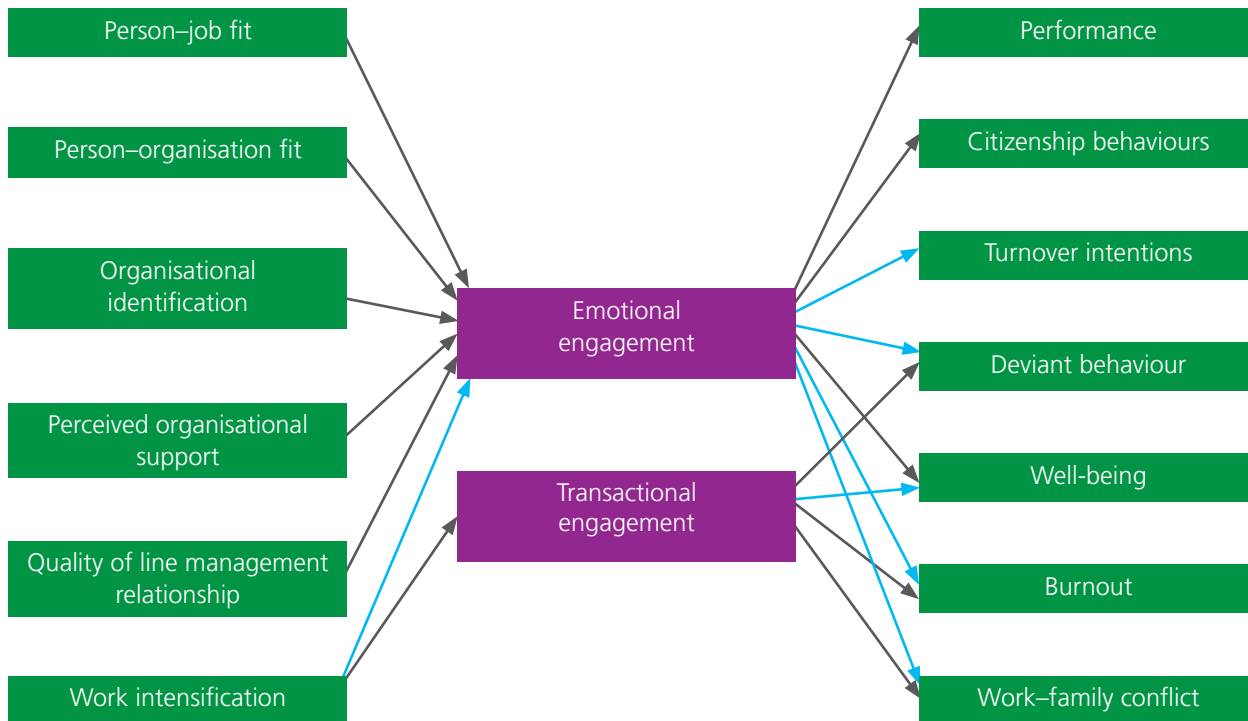 Person–job fit
Person–organisation fit
Organisational
identification
Perceived organisational
support
Quality of line management
relationship
Work intensification
Emotional
engagement
Transactional
engagement
Performance
Citizenship behaviours
Turnover intentions
Deviant behaviour
Well-being
Burnout
Work–family conflict